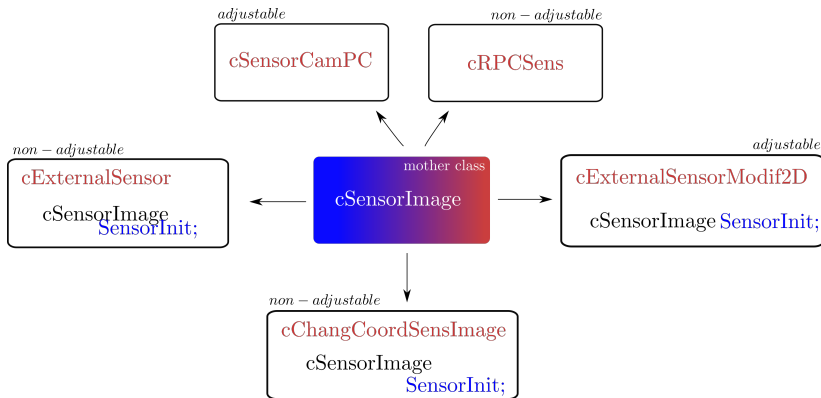 adjustable
cSensorCamPC
non-adjustable
cRPCSens
mother class
cSensorImage
non-adjustable
cExternalSensor
cSensorImage
SensorInit;
adjustable
cExternalSensorModif2D
cSensorImage SensorInit;
non-adjustable
cChangCoordSensImage
cSensorImage
SensorInit;